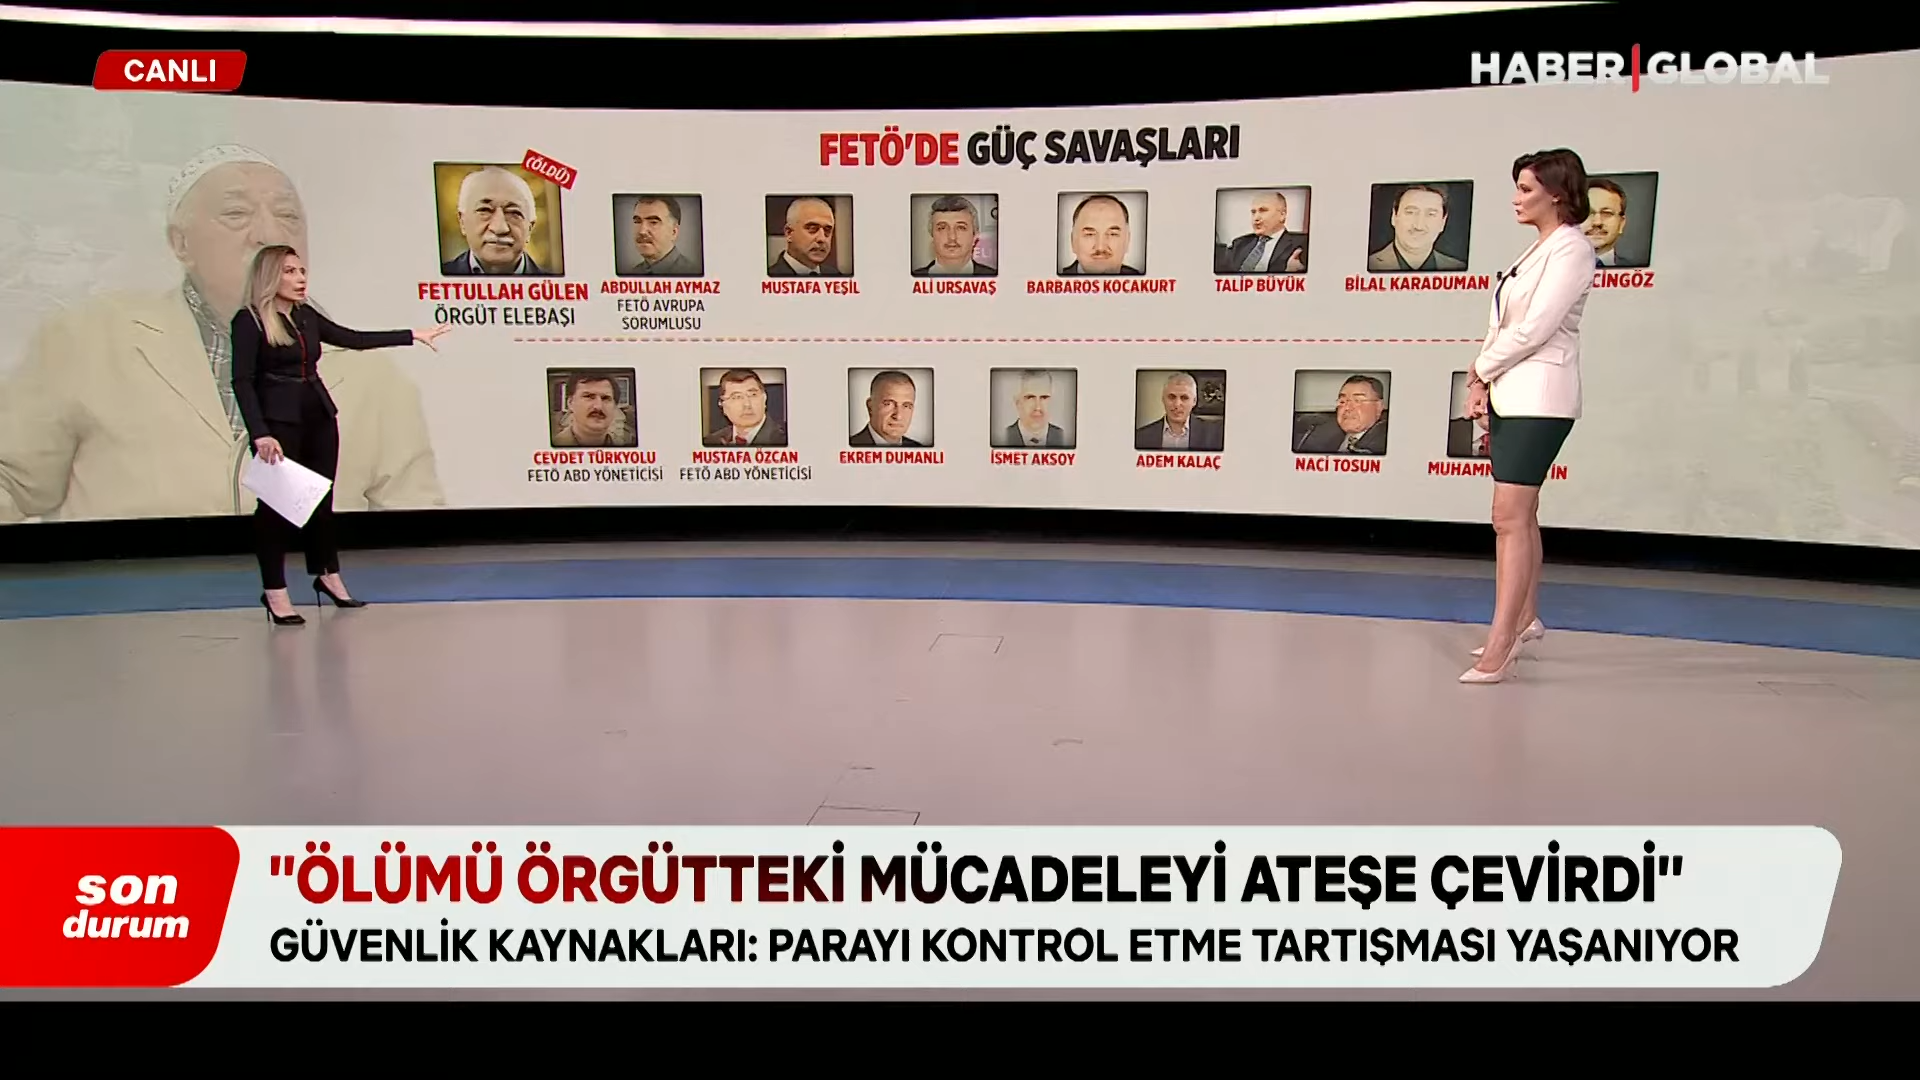 CANLI
HABER|GLOBAL
FETÖ'DE GÜÇ SAVAŞLARI
(ÖLDÜ)
FETTULLAH GÜLEN
ÖRGÜT ELEBAŞI
ABDULLAH AYMAZ
FETÖ AVRUPA
SORUMLUSU
MUSTAFA YEŞİL
ALİ URSAVAŞ
BARBAROS KOCAKURT
TALİP BÜYÜK
BİLAL KARADUMAN
CİNGÖZ
CEVDET TÜRKYOLU
FETÖ ABD YÖNETİCİSİ
MUSTAFA ÖZCAN
FETÖ ABD YÖNETİCİSİ
EKREM DUMANLI
İSMET AKSOY
ADEM KALAÇ
NACİ TOSUN
son
durum
"ÖLÜMÜ ÖRGÜTTEKİ MÜCADELEYİ ATEŞE ÇEVİRDİ"
GÜVENLİK KAYNAKLARI: PARAYI KONTROL ETME TARTIŞMASI YAŞANIYOR